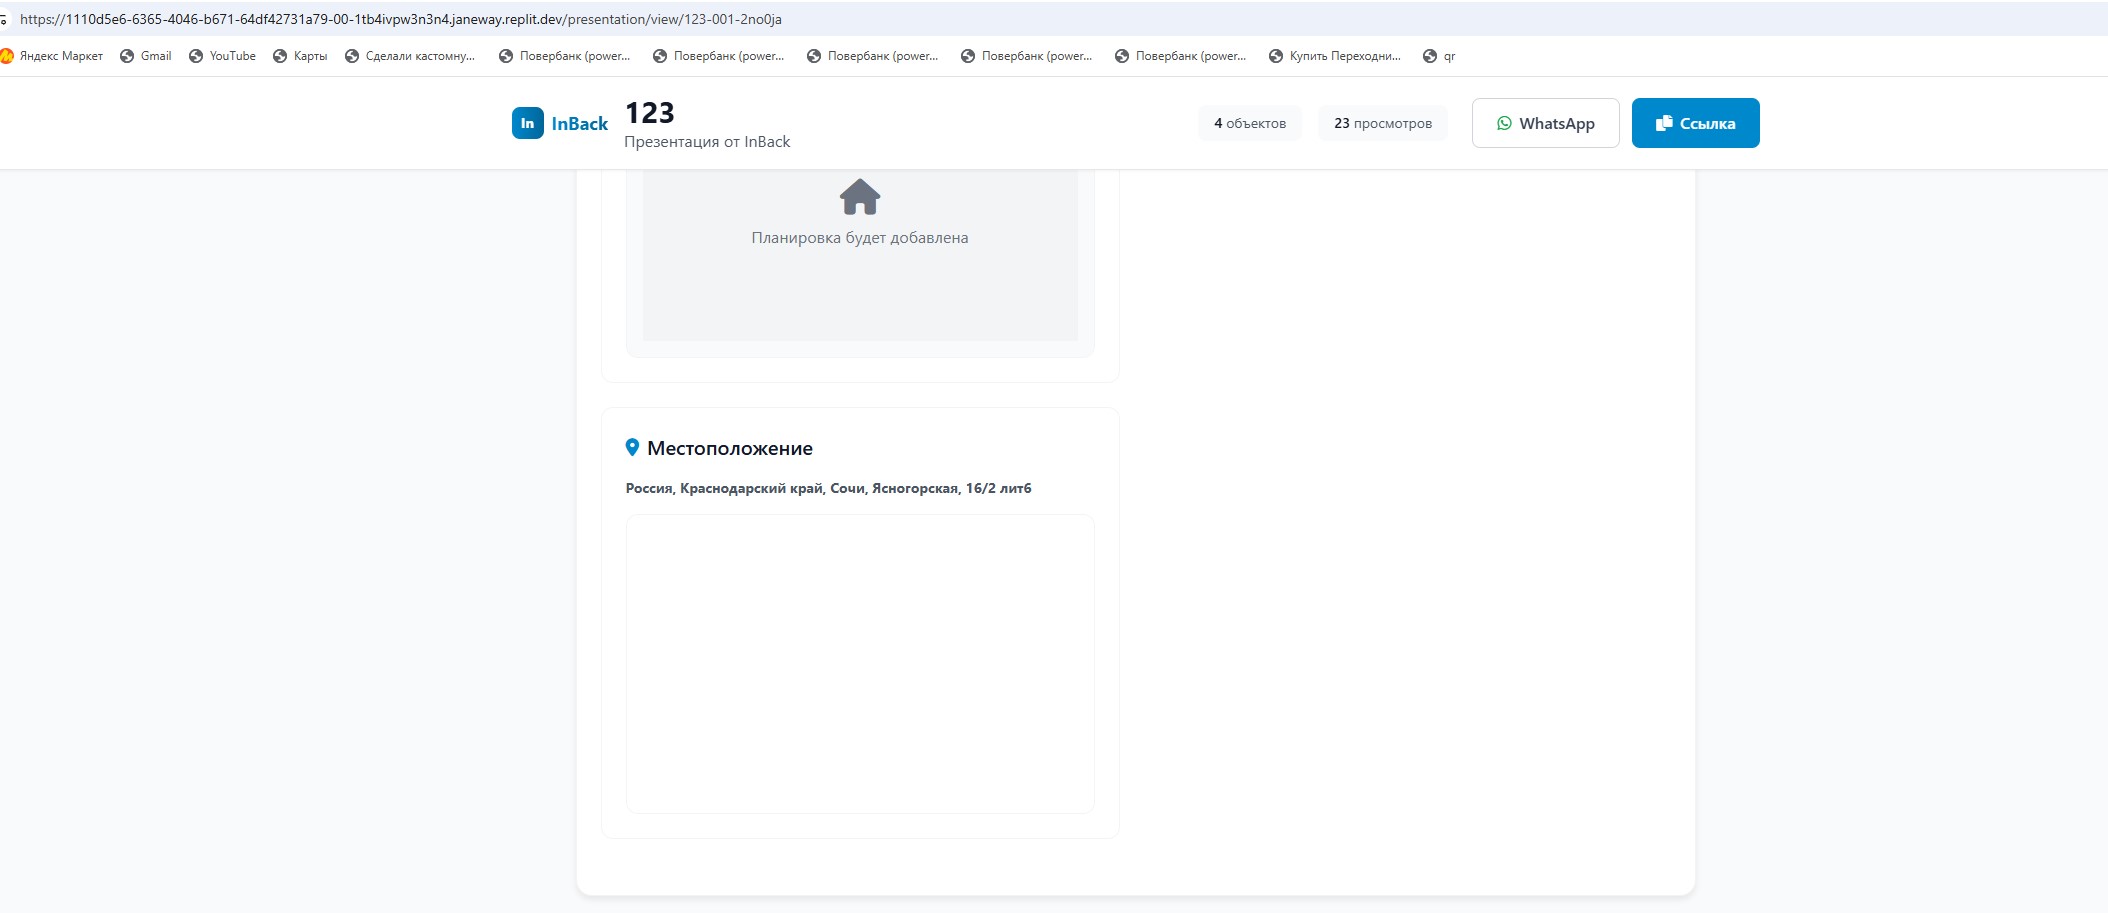 https://1110d5e6-6365-4046-b671-64df42731a79-00-1tb4ivpw3n3n4.janeway.replit.dev/presentation/view/123-001-2no0ja
Яндекс Маркет Gmail YouTube Карты Сделали кастомну... Повербанк (power... Повербанк (power... Повербанк (power... Повербанк (power... Повербанк (power... Купить Переходни... qr
In InBack
123
Презентация от InBack
4 объектов 23 просмотров WhatsApp Ссылка
Планировка будет добавлена
Местоположение
Россия, Краснодарский край, Сочи, Ясногорская, 16/2 лит6